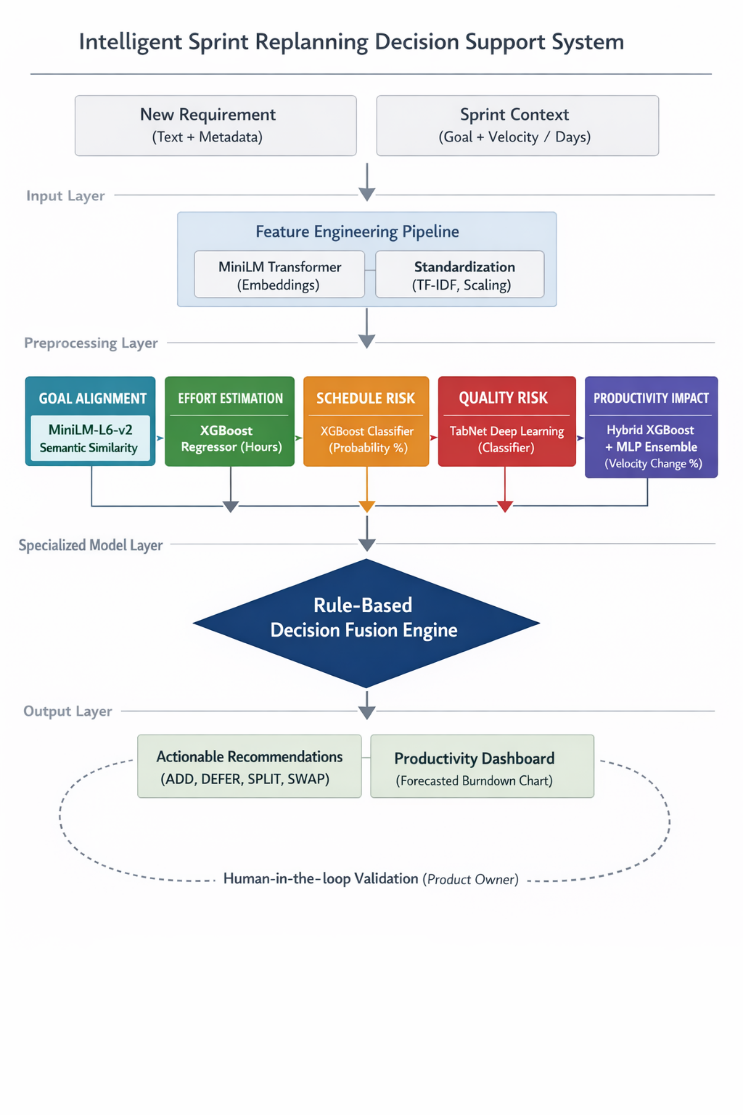 Intelligent Sprint Replanning Decision Support System
New Requirement
(Text + Metadata)
Sprint Context
(Goal + Velocity / Days)
Input Layer
Feature Engineering Pipeline
MiniLM Transformer
(Embeddings)
Standardization
(TF-IDF, Scaling)
Preprocessing Layer
GOAL ALIGNMENT
MiniLM-L6-v2
Semantic Similarity
EFFORT ESTIMATION
XGBoost
Regressor (Hours)
SCHEDULE RISK
XGBoost Classifier
(Probability %)
QUALITY RISK
TabNet Deep Learning
(Classifier)
PRODUCTIVITY IMPACT
Hybrid XGBoost
+ MLP Ensemble
(Velocity Change %)
Specialized Model Layer
Rule-Based
Decision Fusion Engine
Output Layer
Actionable Recommendations
(ADD, DEFER, SPLIT, SWAP)
Productivity Dashboard
(Forecasted Burndown Chart)
Human-in-the-loop Validation (Product Owner)